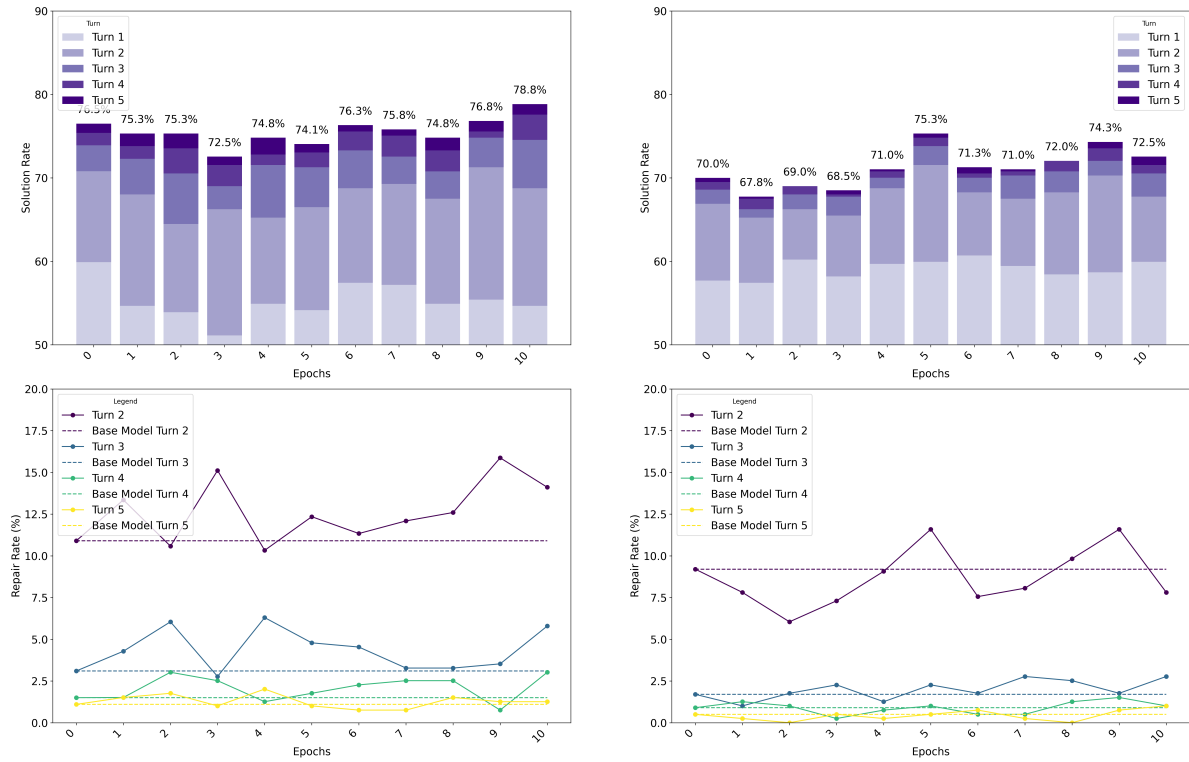 90
80
70
60
50
Solution Rate
Turn
Turn 1
Turn 2
Turn 3
Turn 4
Turn 5
76.5%
75.3%
75.3%
72.5%
74.8%
74.1%
76.3%
75.8%
74.8%
76.8%
78.8%
0 1 2 3 4 5 6 7 8 9 10
Epochs
90
80
70
60
50
Solution Rate
Turn
Turn 1
Turn 2
Turn 3
Turn 4
Turn 5
70.0%
67.8%
69.0%
68.5%
71.0%
75.3%
71.3%
71.0%
72.0%
74.3%
72.5%
0 1 2 3 4 5 6 7 8 9 10
Epochs
20.0
17.5
15.0
12.5
10.0
7.5
5.0
2.5
0.0
Repair Rate (%)
Legend
Turn 2
Base Model Turn 2
Turn 3
Base Model Turn 3
Turn 4
Base Model Turn 4
Turn 5
Base Model Turn 5
0 1 2 3 4 5 6 7 8 9 10
Epochs
20.0
17.5
15.0
12.5
10.0
7.5
5.0
2.5
0.0
Repair Rate (%)
Legend
Turn 2
Base Model Turn 2
Turn 3
Base Model Turn 3
Turn 4
Base Model Turn 4
Turn 5
Base Model Turn 5
0 1 2 3 4 5 6 7 8 9 10
Epochs